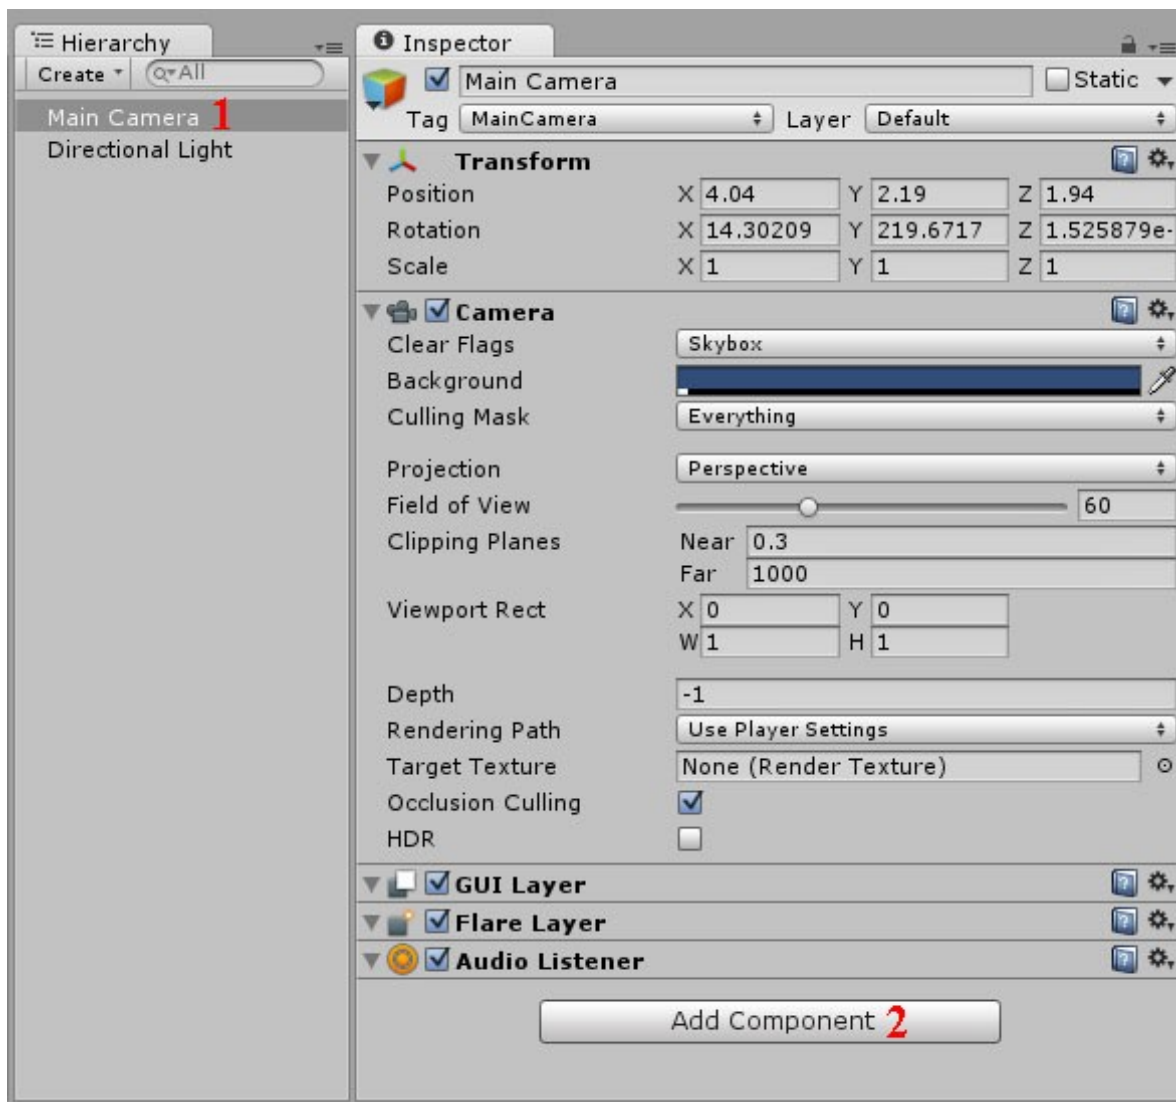 Hierarchy
Create All
Main Camera 1
Directional Light
Inspector
Main Camera Static
Tag MainCamera Layer Default
Transform
Position X 4.04 Y 2.19 Z 1.94
Rotation X 14.30209 Y 219.6717 Z 1.525879e-
Scale X 1 Y 1 Z 1
Camera
Clear Flags Skybox
Background
Culling Mask Everything
Projection Perspective
Field of View 60
Clipping Planes Near 0.3
Far 1000
Viewport Rect X 0 Y 0
W 1 H 1
Depth -1
Rendering Path Use Player Settings
Target Texture None (Render Texture)
Occlusion Culling
HDR
GUI Layer
Flare Layer
Audio Listener
Add Component 2